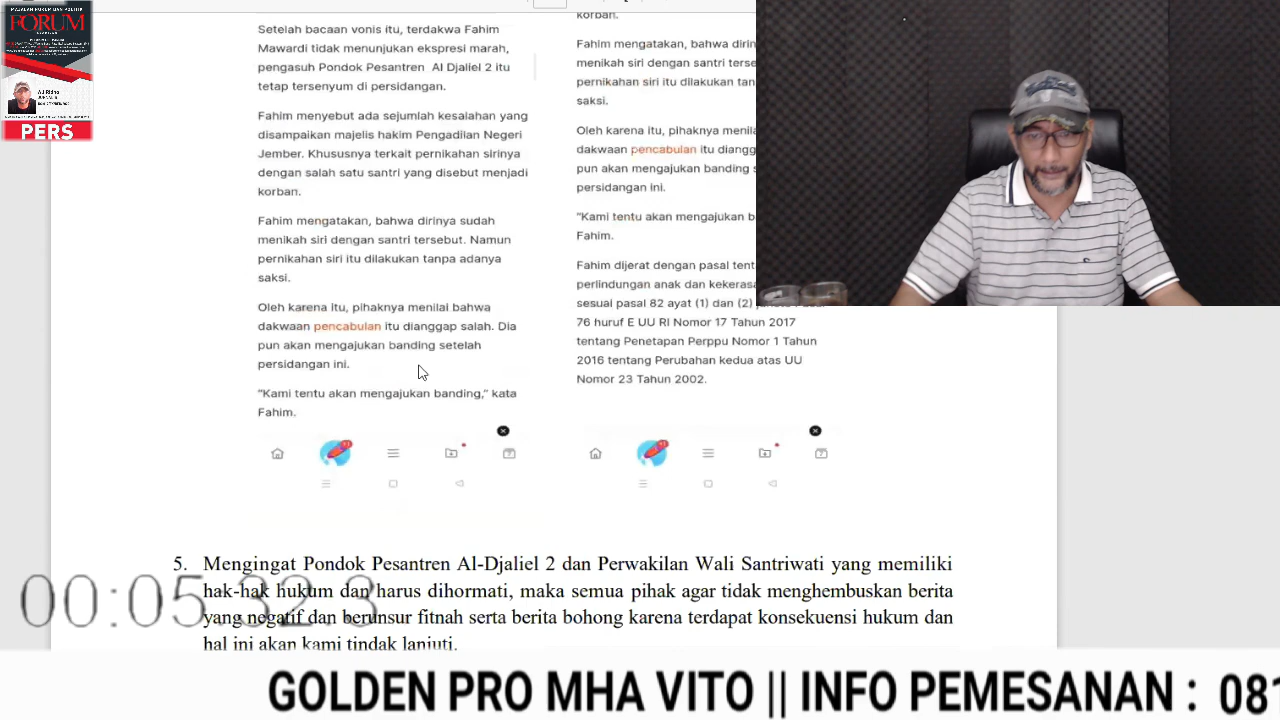 MAJALAH HUKUM DAN POLITIK
FORUM
Ali Ridho
PERS
Setelah bacaan vonis itu, terdakwa Fahim
Mawardi tidak menunjukan ekspresi marah,
pengasuh Pondok Pesantren Al Djaliel 2 itu
tetap tersenyum di persidangan.
Fahim menyebut ada sejumlah kesalahan yang
disampaikan majelis hakim Pengadilan Negeri
Jember. Khususnya terkait pernikahan sirinya
dengan salah satu santri yang disebut menjadi
korban.
Fahim mengatakan, bahwa dirinya sudah
menikah siri dengan santri tersebut. Namun
pernikahan siri itu dilakukan tanpa adanya
saksi.
Oleh karena itu, pihaknya menilai bahwa
dakwaan pencabulan itu dianggap salah. Dia
pun akan mengajukan banding setelah
persidangan ini.
"Kami tentu akan mengajukan banding," kata
Fahim.
korban.
Fahim mengatakan, bahwa dirin
menikah siri dengan santri terse
pernikahan siri itu dilakukan tan
saksi.
Oleh karena itu, pihaknya menila
dakwaan pencabulan itu diangg
pun akan mengajukan banding s
persidangan ini.
"Kami tentu akan mengajukan b
Fahim.
Fahim dijerat dengan pasal tent
perlindungan anak dan kekeras
sesuai pasal 82 ayat (1) dan (2)
76 huruf E UU RI Nomor 17 Tahun 2017
tentang Penetapan Perppu Nomor 1 Tahun
2016 tentang Perubahan kedua atas UU
Nomor 23 Tahun 2002.
5. Mengingat Pondok Pesantren Al-Djaliel 2 dan Perwakilan Wali Santriwati yang memiliki
hak-hak hukum dan harus dihormati, maka semua pihak agar tidak menghembuskan berita
yang negatif dan berunsur fitnah serta berita bohong karena terdapat konsekuensi hukum dan
hal ini akan kami tindak lanjuti.
00:05 32 3
GOLDEN PRO MHA VITO || INFO PEMESANAN : 081